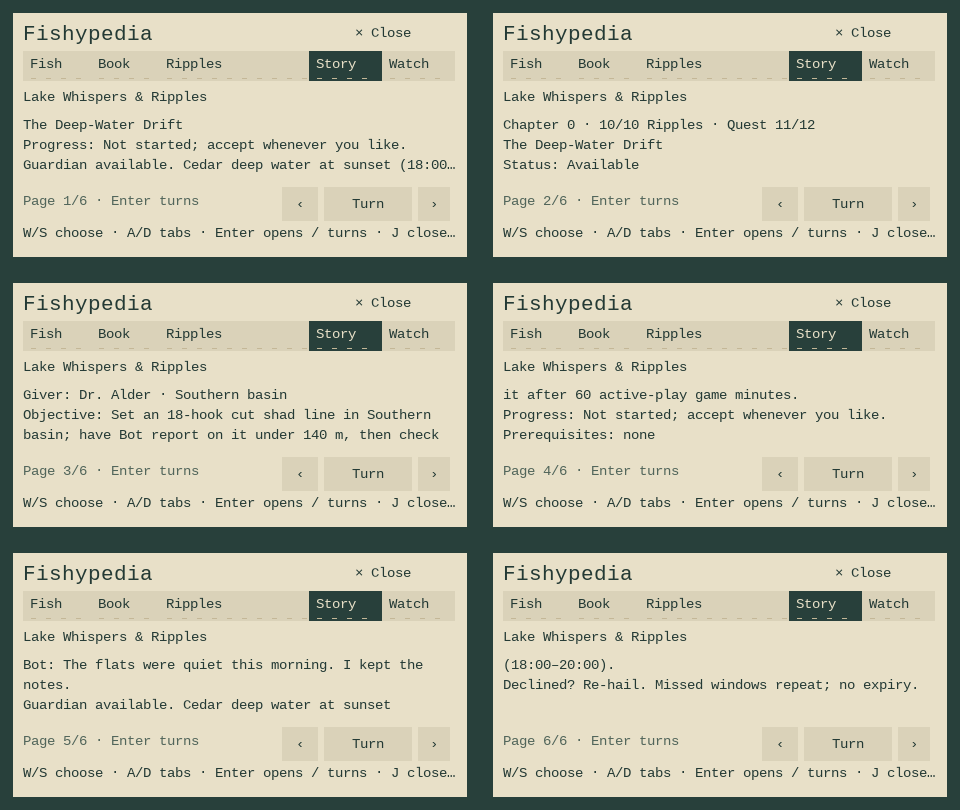 Fishypedia × Close
Fish Book Ripples Story Watch
Lake Whispers & Ripples
The Deep-Water Drift
Progress: Not started; accept whenever you like.
Guardian available. Cedar deep water at sunset (18:00…
Page 1/6 · Enter turns ‹ Turn ›
W/S choose · A/D tabs · Enter opens / turns · J close…
Fishypedia × Close
Fish Book Ripples Story Watch
Lake Whispers & Ripples
Chapter 0 · 10/10 Ripples · Quest 11/12
The Deep-Water Drift
Status: Available
Page 2/6 · Enter turns ‹ Turn ›
W/S choose · A/D tabs · Enter opens / turns · J close…
Fishypedia × Close
Fish Book Ripples Story Watch
Lake Whispers & Ripples
Giver: Dr. Alder · Southern basin
Objective: Set an 18-hook cut shad line in Southern
basin; have Bot report on it under 140 m, then check
Page 3/6 · Enter turns ‹ Turn ›
W/S choose · A/D tabs · Enter opens / turns · J close…
Fishypedia × Close
Fish Book Ripples Story Watch
Lake Whispers & Ripples
it after 60 active-play game minutes.
Progress: Not started; accept whenever you like.
Prerequisites: none
Page 4/6 · Enter turns ‹ Turn ›
W/S choose · A/D tabs · Enter opens / turns · J close…
Fishypedia × Close
Fish Book Ripples Story Watch
Lake Whispers & Ripples
Bot: The flats were quiet this morning. I kept the
notes.
Guardian available. Cedar deep water at sunset
Page 5/6 · Enter turns ‹ Turn ›
W/S choose · A/D tabs · Enter opens / turns · J close…
Fishypedia × Close
Fish Book Ripples Story Watch
Lake Whispers & Ripples
(18:00–20:00).
Declined? Re-hail. Missed windows repeat; no expiry.
Page 6/6 · Enter turns ‹ Turn ›
W/S choose · A/D tabs · Enter opens / turns · J close…